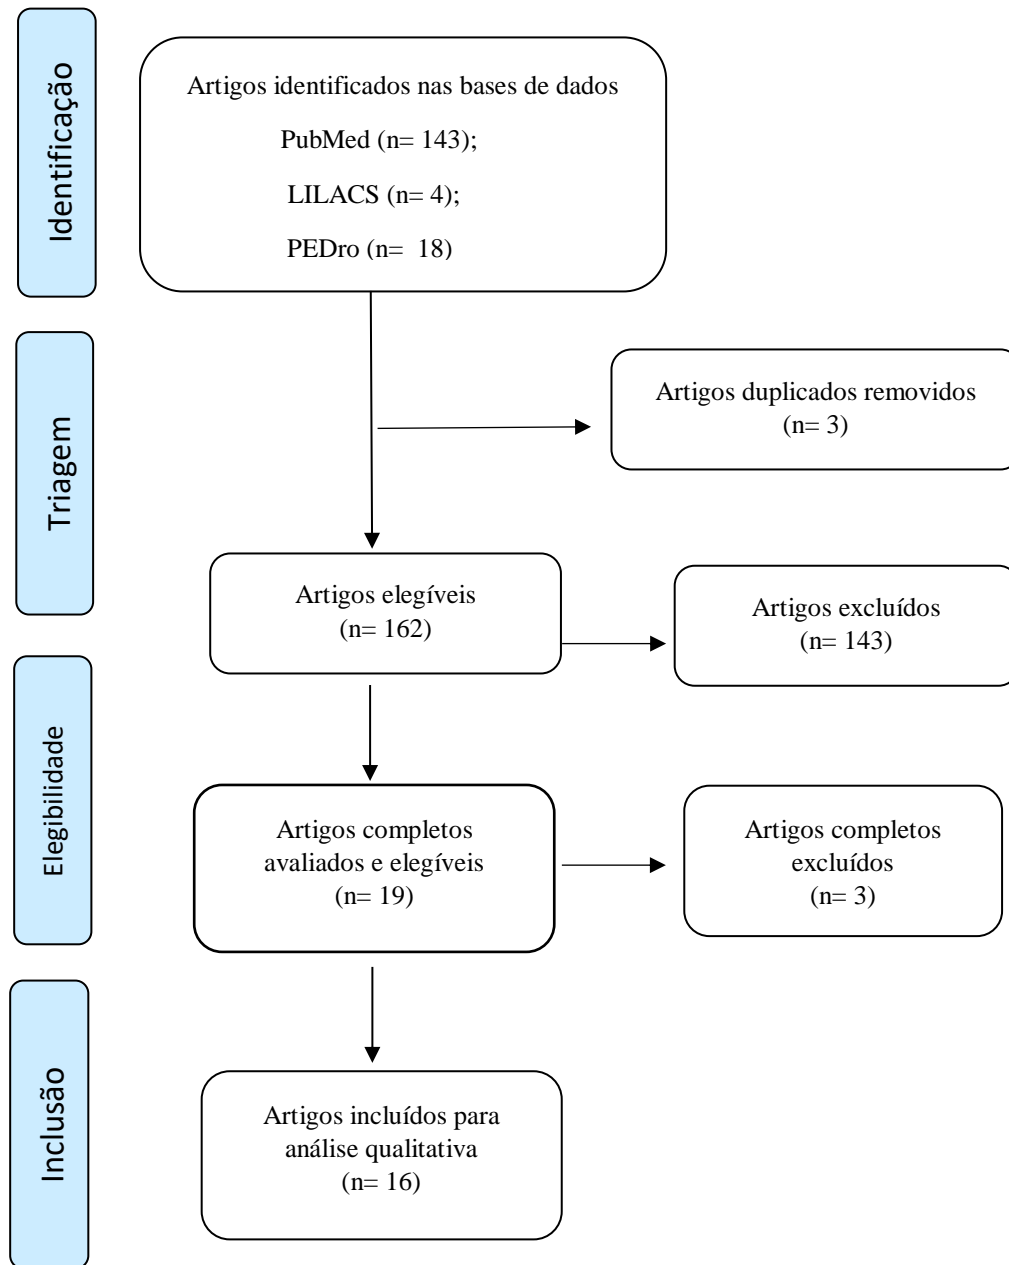 Identificação
Artigos identificados nas bases de dados
PubMed (n= 143);
LILACS (n= 4);
PEDro (n= 18)
Triagem
Artigos duplicados removidos
(n= 3)
Artigos elegíveis
(n= 162)
Artigos excluídos
(n= 143)
Elegibilidade
Artigos completos
avaliados e elegíveis
(n= 19)
Artigos completos
excluídos
(n= 3)
Inclusão
Artigos incluídos para
análise qualitativa
(n= 16)